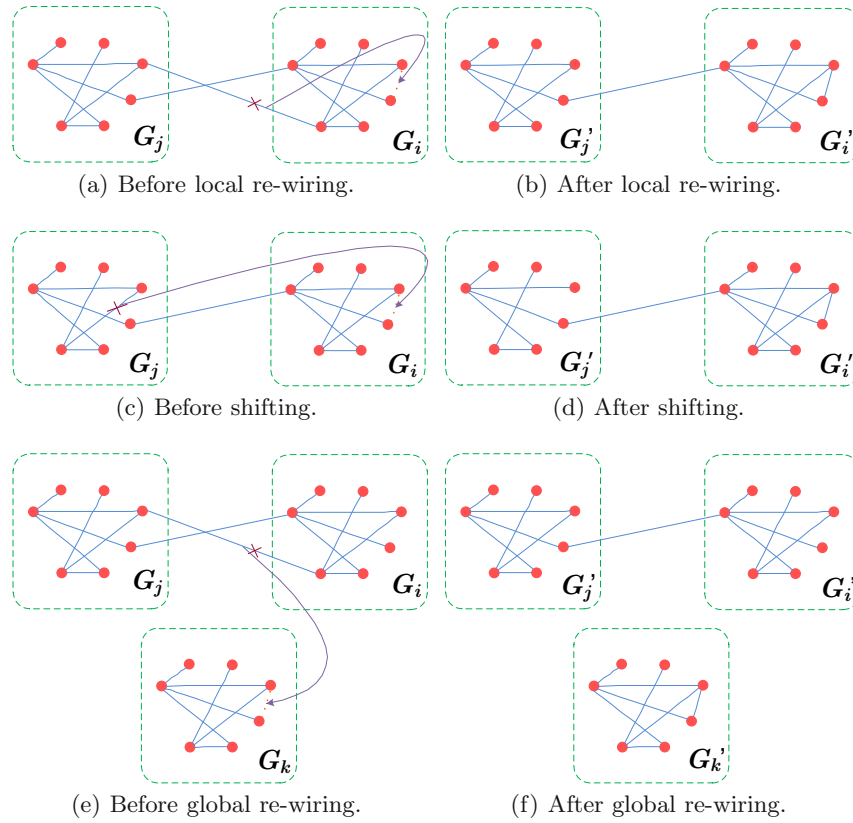 G_j G_i G_j' G_i'
(a) Before local re-wiring. (b) After local re-wiring.
G_j G_i G_j' G_i'
(c) Before shifting. (d) After shifting.
G_j G_i G_j' G_i'
G_k G_k'
(e) Before global re-wiring. (f) After global re-wiring.